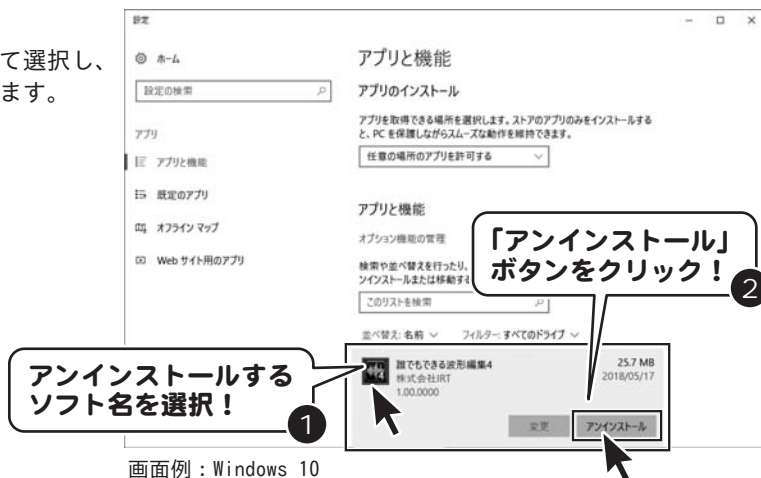 て選択し、
ます。
設定
ホーム
設定の検索
アプリ
アプリと機能
既定のアプリ
オフライン マップ
Web サイト用のアプリ
アプリと機能
アプリのインストール
アプリを取得できる場所を選択します。ストアのアプリのみをインストールする
と、PC を保護しながらスムーズな動作を維持できます。
任意の場所のアプリを許可する
アプリと機能
オプション機能の管理
検索や並べ替えを行ったり、
ンインストールまたは移動する
このリストを検索
並べ替え: 名前
フィルター: すべてのドライブ
誰でもできる波形編集4
株式会社IRT
1.00.0000
25.7 MB
2018/05/17
変更
アンインストール
アンインストールする
ソフト名を選択！
1
「アンインストール」
ボタンをクリック！
2
画面例：Windows 10